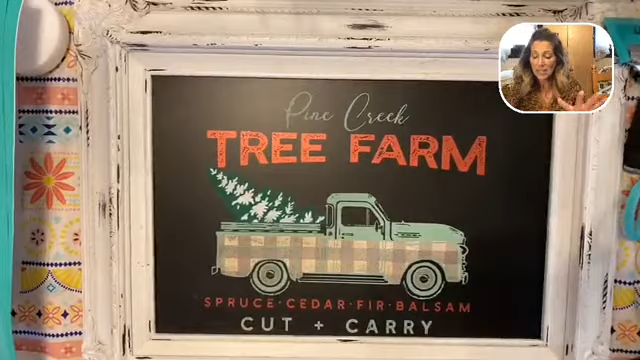 Pine Creek
TREE FARM
SPRUCE·CEDAR·FIR·BALSAM
CUT + CARRY